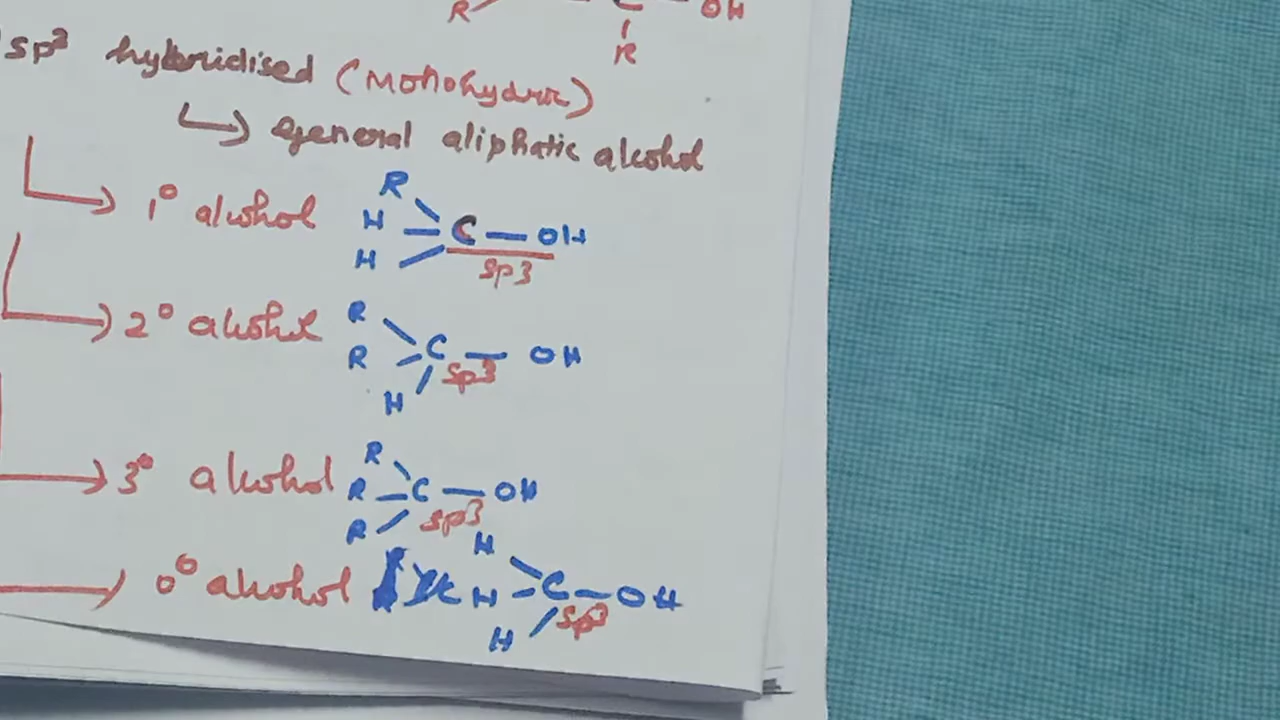 R C OH
R
sp3 hybridised (Monohydric)
↳ general aliphatic alcohol
1° alcohol R
H C — OH
H sp3
2° alcohol R
R C — OH
sp3
H
3° alcohol R
R C — OH
R sp3
H
0° alcohol H C — OH
H sp3